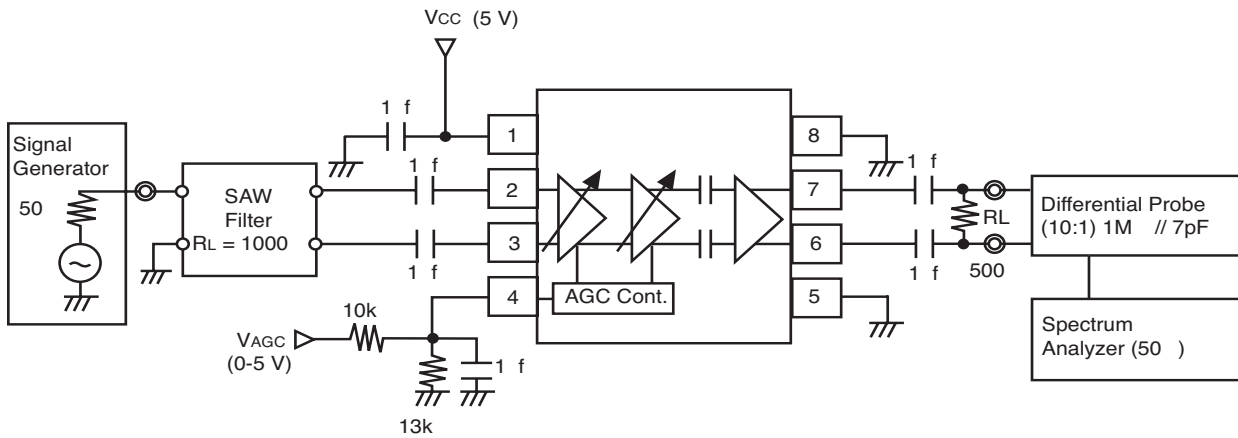 VCC (5 V)
1 f
1
8
Signal
Generator
50
SAW
Filter
RL = 1000
1 f
2
7
1 f
3
6
1 f
1 f
RL
500
Differential Probe
(10:1) 1M // 7pF
4
AGC Cont.
5
10k
VAGC
(0-5 V)
1 f
13k
Spectrum
Analyzer (50 )